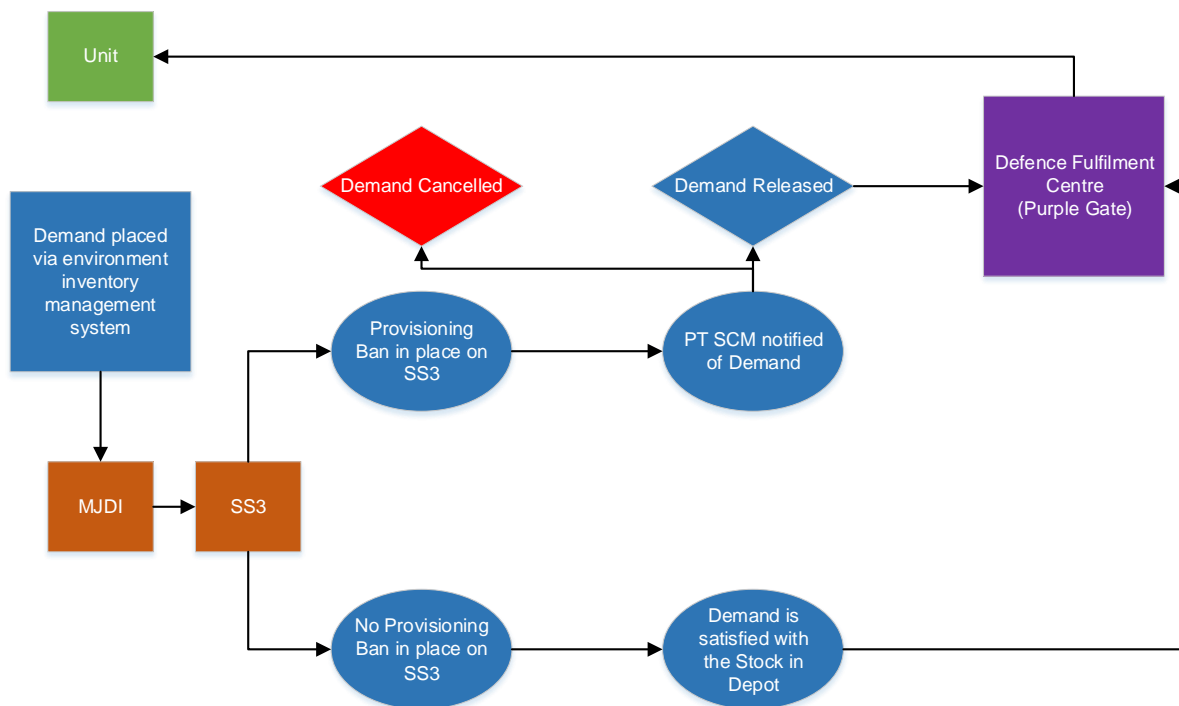 Unit
Defence Fulfilment
Centre
(Purple Gate)
Demand Cancelled
Demand Released
Demand placed
via environment
inventory
management
system
Provisioning
Ban in place on
SS3
PT SCM notified
of Demand
MJDI
SS3
No Provisioning
Ban in place on
SS3
Demand is
satisfied with
the Stock in
Depot